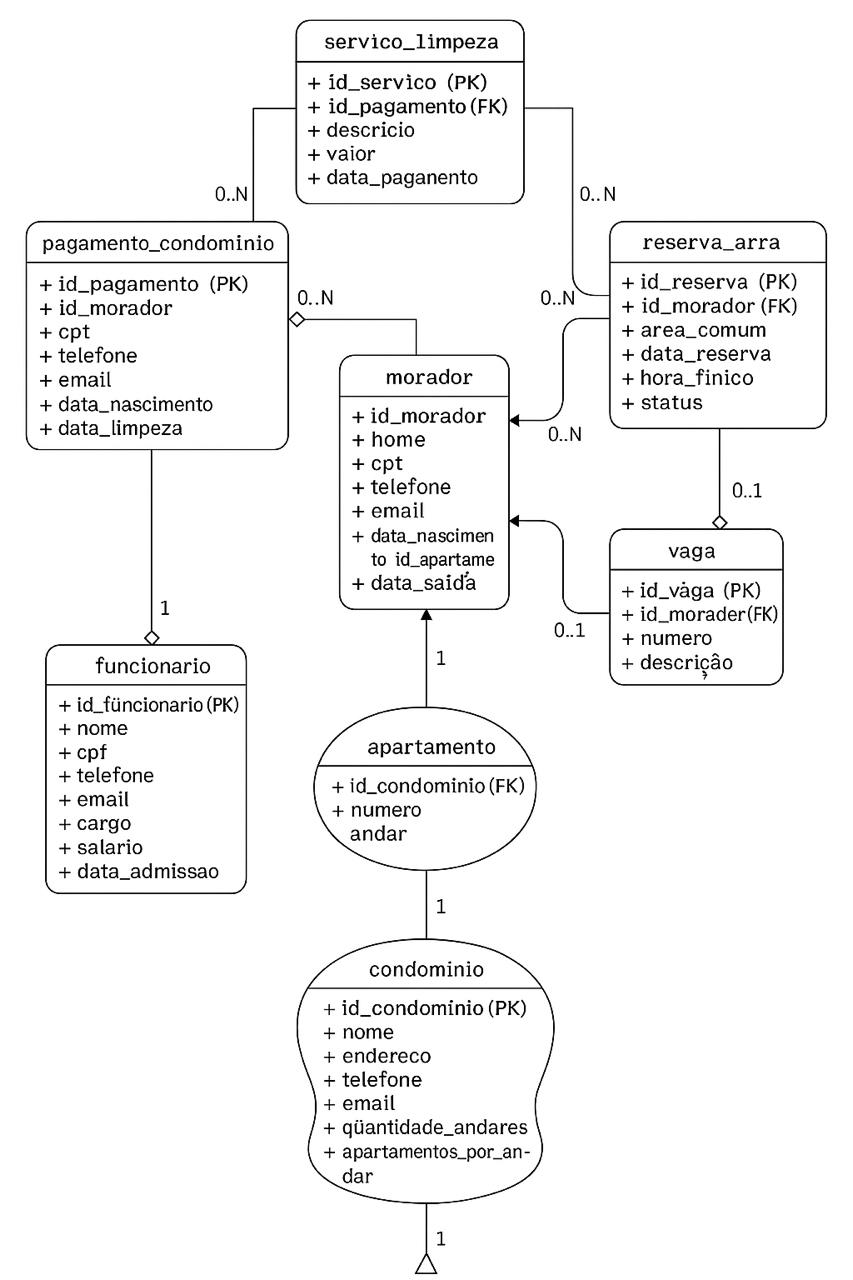 servico_limpeza
+ id_servico (PK)
+ id_pagamento (FK)
+ descricio
+ vaior
+ data_paganento
0..N
0..N
pagamento_condominio
+ id_pagamento (PK)
+ id_morador
+ cpt
+ telefone
+ email
+ data_nascimento
+ data_limpeza
0..N
reserva_arra
+ id_reserva (PK)
+ id_morador (FK)
+ area_comum
+ data_reserva
+ hora_finico
+ status
0..N
0..N
morador
+ id_morador
+ home
+ cpt
+ telefone
+ email
+ data_nascimen
to id_apartame
+ data_saida
0..1
vaga
+ id_vàga (PK)
+ id_morader (FK)
+ numero
+ descrição
0..1
1
funcionario
+ id_füncionario (PK)
+ nome
+ cpf
+ telefone
+ email
+ cargo
+ salario
+ data_admissao
1
apartamento
+ id_condominio (FK)
+ numero
andar
1
condominio
+ id_condominio (PK)
+ nome
+ endereco
+ telefone
+ email
+ qüantidade_andares
+ apartamentos_por_an-
dar
1